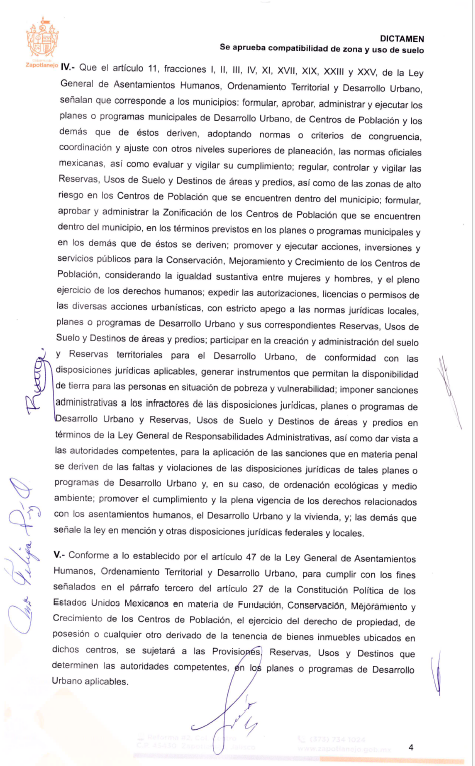 Zapotlanejo
DICTAMEN
Se aprueba compatibilidad de zona y uso de suelo
IV.- Que el artículo 11, fracciones I, II, III, IV, XI, XVII, XIX, XXIII y XXV, de la Ley
General de Asentamientos Humanos, Ordenamiento Territorial y Desarrollo Urbano,
señalan que corresponde a los municipios: formular, aprobar, administrar y ejecutar los
planes o programas municipales de Desarrollo Urbano, de Centros de Población y los
demás que de éstos deriven, adoptando normas o criterios de congruencia,
coordinación y ajuste con otros niveles superiores de planeación, las normas oficiales
mexicanas, así como evaluar y vigilar su cumplimiento; regular, controlar y vigilar las
Reservas, Usos de Suelo y Destinos de áreas y predios, así como de las zonas de alto
riesgo en los Centros de Población que se encuentren dentro del municipio; formular,
aprobar y administrar la Zonificación de los Centros de Población que se encuentren
dentro del municipio, en los términos previstos en los planes o programas municipales y
en los demás que de éstos se deriven; promover y ejecutar acciones, inversiones y
servicios públicos para la Conservación, Mejoramiento y Crecimiento de los Centros de
Población, considerando la igualdad sustantiva entre mujeres y hombres, y el pleno
ejercicio de los derechos humanos; expedir las autorizaciones, licencias o permisos de
las diversas acciones urbanísticas, con estricto apego a las normas jurídicas locales,
planes o programas de Desarrollo Urbano y sus correspondientes Reservas, Usos de
Suelo y Destinos de áreas y predios; participar en la creación y administración del suelo
y Reservas territoriales para el Desarrollo Urbano, de conformidad con las
disposiciones jurídicas aplicables, generar instrumentos que permitan la disponibilidad
de tierra para las personas en situación de pobreza y vulnerabilidad; imponer sanciones
administrativas a los infractores de las disposiciones jurídicas, planes o programas de
Desarrollo Urbano y Reservas, Usos de Suelo y Destinos de áreas y predios en
términos de la Ley General de Responsabilidades Administrativas, así como dar vista a
las autoridades competentes, para la aplicación de las sanciones que en materia penal
se deriven de las faltas y violaciones de las disposiciones jurídicas de tales planes o
programas de Desarrollo Urbano y, en su caso, de ordenación ecológicas y medio
ambiente; promover el cumplimiento y la plena vigencia de los derechos relacionados
con los asentamientos humanos, el Desarrollo Urbano y la vivienda, y; las demás que
señale la ley en mención y otras disposiciones jurídicas federales y locales.
V.- Conforme a lo establecido por el artículo 47 de la Ley General de Asentamientos
Humanos, Ordenamiento Territorial y Desarrollo Urbano, para cumplir con los fines
señalados en el párrafo tercero del artículo 27 de la Constitución Política de los
Estados Unidos Mexicanos en materia de Fundación, Conservación, Mejoramiento y
Crecimiento de los Centros de Población, el ejercicio del derecho de propiedad, de
posesión o cualquier otro derivado de la tenencia de bienes inmuebles ubicados en
dichos centros, se sujetará a las Provisiones, Reservas, Usos y Destinos que
determinen las autoridades competentes, en los planes o programas de Desarrollo
Urbano aplicables.
4